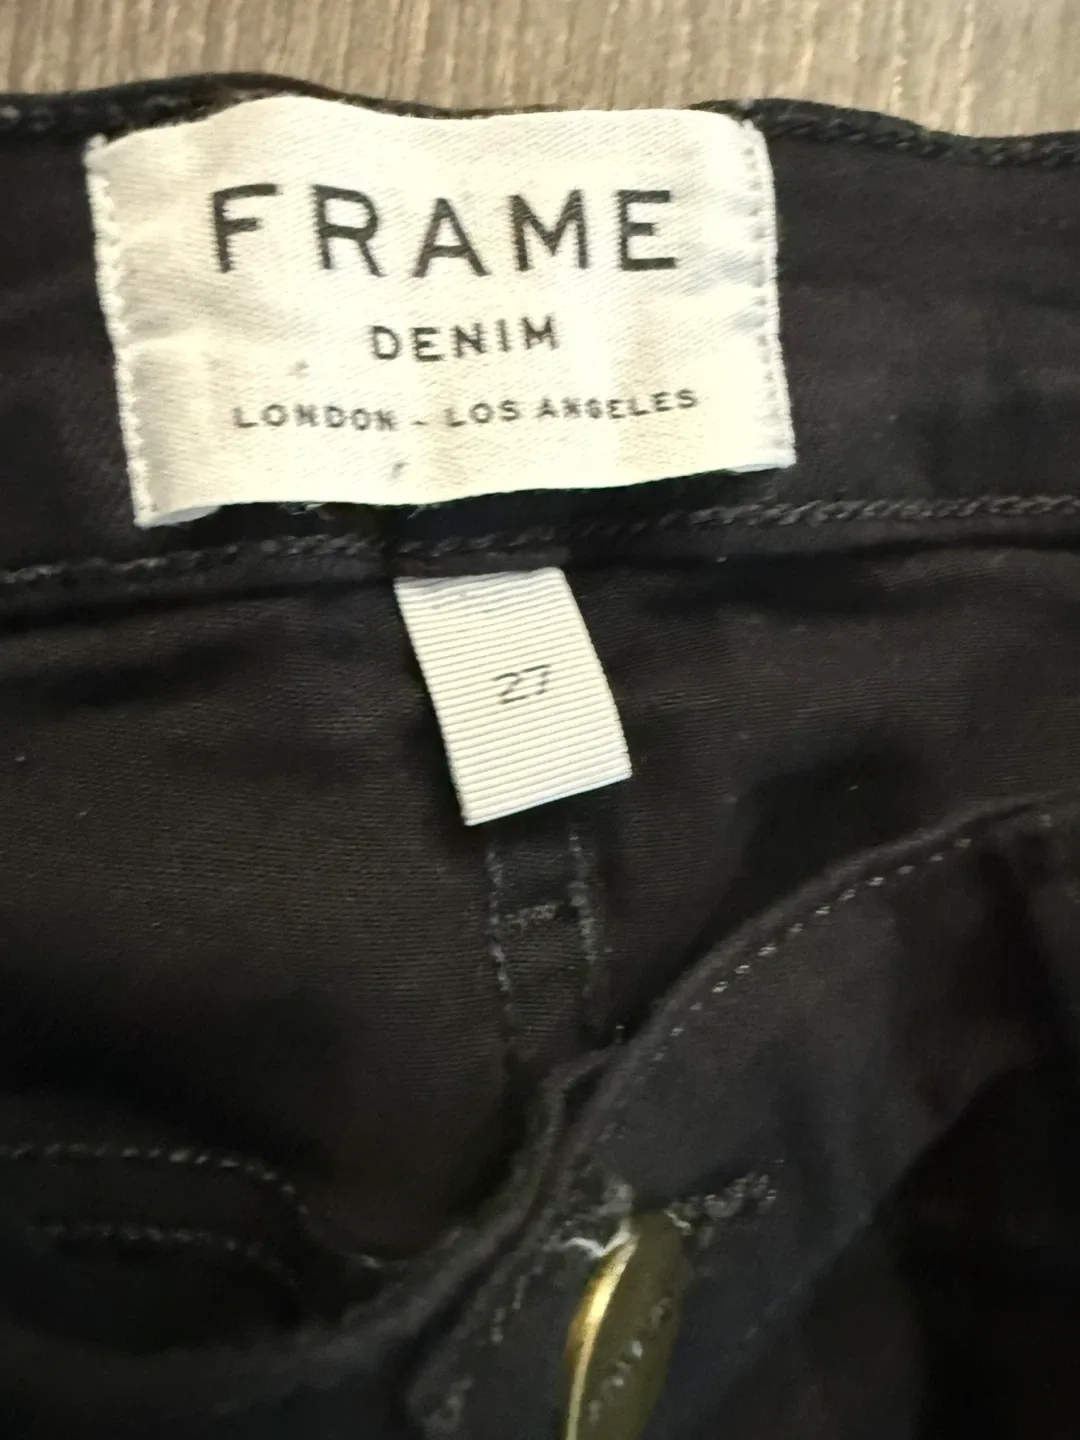 FRAME
DENIM
LONDON - LOS ANGELES
27